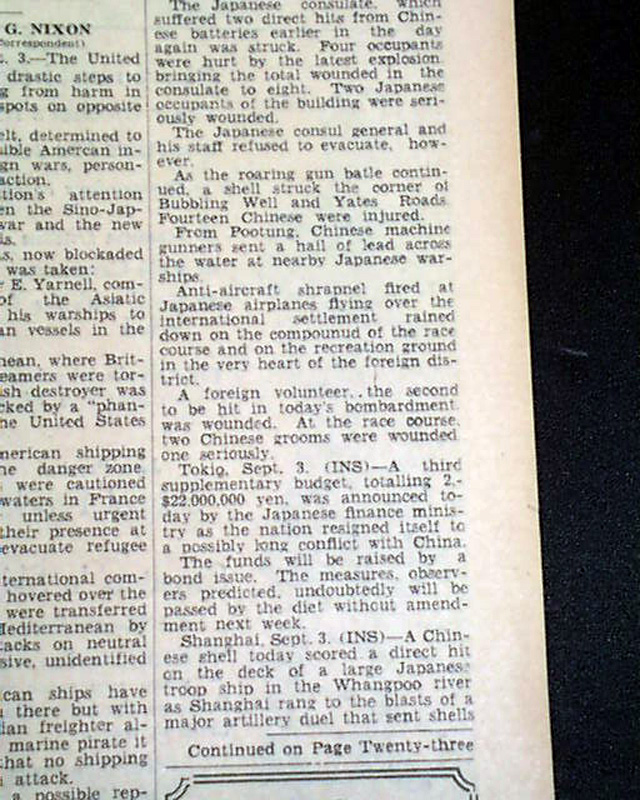 G. NIXON
Correspondent)
. 3.—The United
drastic steps to
g from harm in
spots on opposite
elt, determined to
sible Amercan in-
gn wars, person-
action.
tion's attention
en the Sino-Jap-
war and the new
is.
s, now blockaded
was taken:
E. Yarnell, com-
of the Asiatic
his warships to
an vessels in the
nean, where Brit-
eamers were tor-
sh destroyer was
cked by a "phan-
he United States
merican shipping
he danger zone.
were cautioned
waters in France
unless urgent
their presence at
evacuate refugee
ternational com-
hovered over the
were transferred
Mediterranean by
tacks on neutral
sive, unidentified
can ships have
there but with
ian freighter al-
marine pirate it
that no shipping
attack.
a possible rep-
The Japanese consulate, which
suffered two direct hits from Chin-
ese batteries earlier in the day
again was struck. Four occupants
were hurt by the latest explosion,
bringing the total wounded in the
consulate to eight. Two Japanese
occupants of the building were seri-
ously wounded.
The Japanese consul general and
his staff refused to evacuate, how-
ever.
As the roaring gun batle contin-
ued, a shell struck the corner of
Bubbling Well and Yates Roads.
Fourteen Chinese were injured.
From Pootung, Chinese machine
gunners sent a hail of lead across
the water at nearby Japanese war-
ships.
Anti-aircraft shrapnel fired at
Japanese airplanes flying over the
international settlement rained
down on the compounud of the race
course and on the recreation ground
in the very heart of the foreign dis-
trict.
A foreign volunteer, the second
to be hit in today's bombardment,
was wounded. At the race course,
two Chinese grooms were wounded
one seriously.
Tokio, Sept. 3. (INS)—A third
supplementary budget, totalling 2,-
$22,000,000 yen, was announced to-
day by the Japanese finance minis-
try as the nation resigned itself to
a possibly long conflict with China.
The funds will be raised by a
bond issue. The measures, observ-
ers predicted, undoubtedly will be
passed by the diet without amend-
ment next week.
Shanghai, Sept. 3. (INS)—A Chin-
ese shell today scored a direct hit
on the deck of a large Japanese
troop ship in the Whangpoo river
as Shanghai rang to the blasts of a
major artillery duel that sent shells
Continued on Page Twenty-three